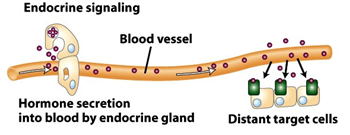 Endocrine signaling
Blood vessel
Hormone secretion
into blood by endocrine gland
Distant target cells